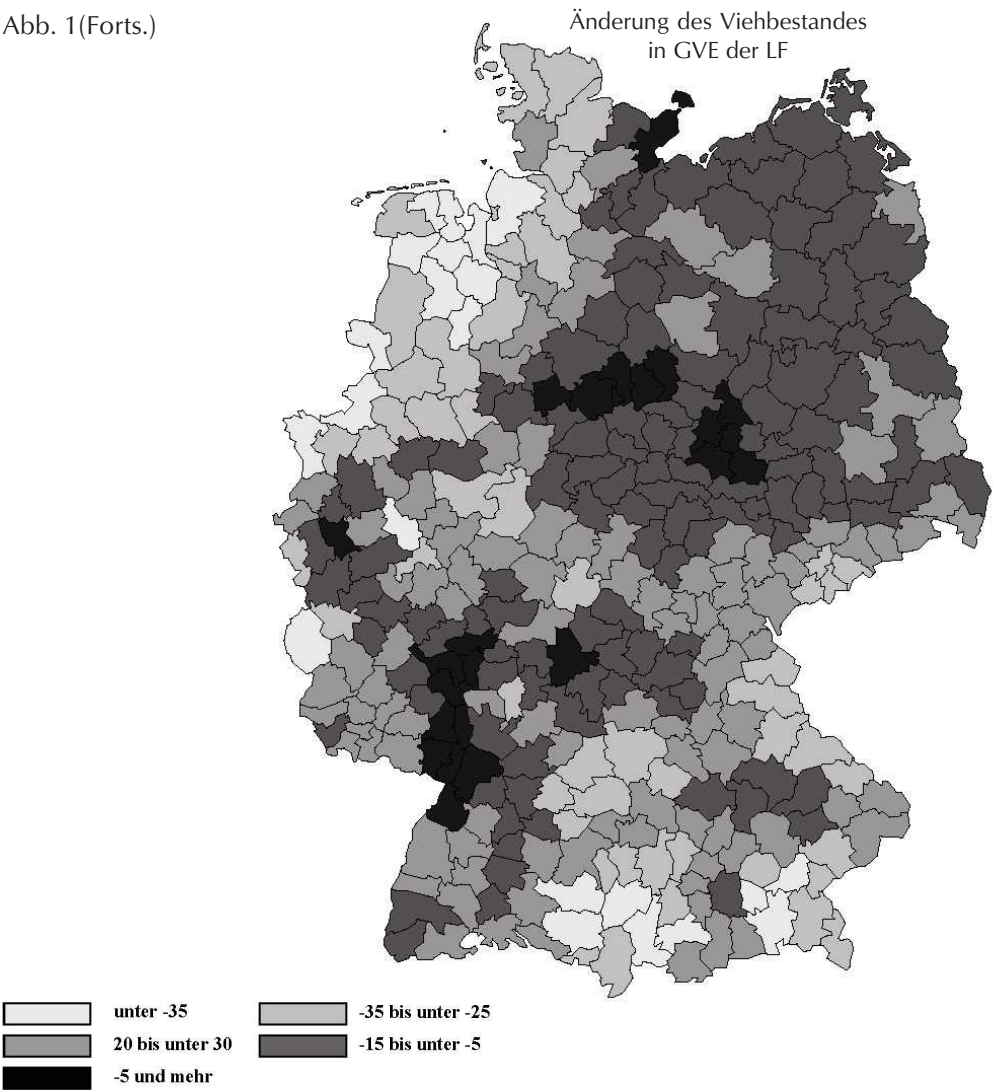 Abb. 1(Forts.)
Änderung des Viehbestandes
in GVE der LF
unter -35
-35 bis unter -25
20 bis unter 30
-15 bis unter -5
-5 und mehr